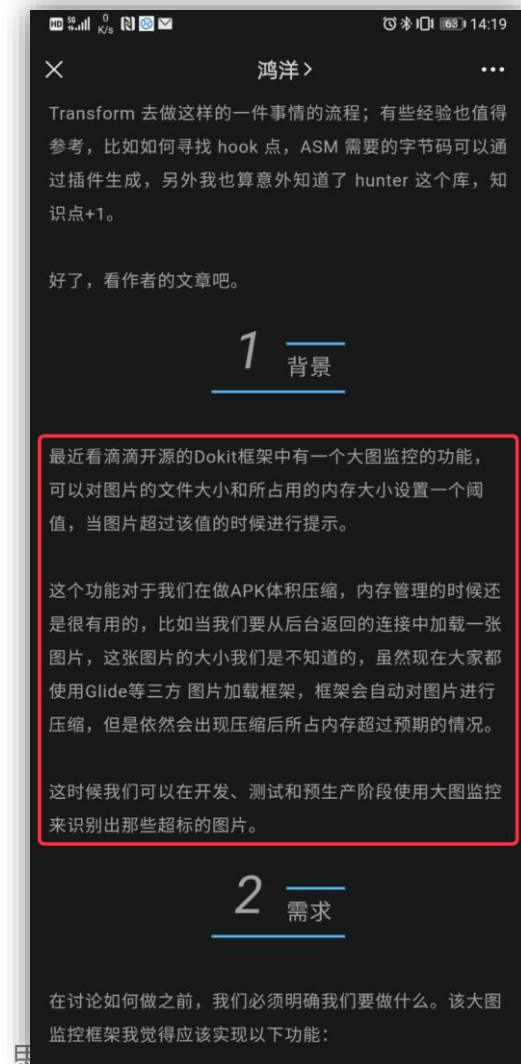 HD 5G 0 K/s 63 14:19
鸿洋>
Transform 去做这样的一件事情的流程;有些经验也值得
参考,比如如何寻找 hook 点,ASM 需要的字节码可以通
过插件生成,另外我也算意外知道了 hunter 这个库,知
识点+1。
好了,看作者的文章吧。
1 背景
最近看滴滴开源的Dokit框架中有一个大图监控的功能,
可以对图片的文件大小和所占用的内存大小设置一个阈
值,当图片超过该值的时候进行提示。
这个功能对于我们在做APK体积压缩,内存管理的时候还
是很有用的,比如当我们要从后台返回的连接中加载一张
图片,这张图片的大小我们是不知道的,虽然现在大家都
使用Glide等三方 图片加载框架,框架会自动对图片进行
压缩,但是依然会出现压缩后所占内存超过预期的情况。
这时候我们可以在开发、测试和预生产阶段使用大图监控
来识别出那些超标的图片。
2 需求
在讨论如何做之前,我们必须明确我们要做什么。该大图
监控框架我觉得应该实现以下功能: